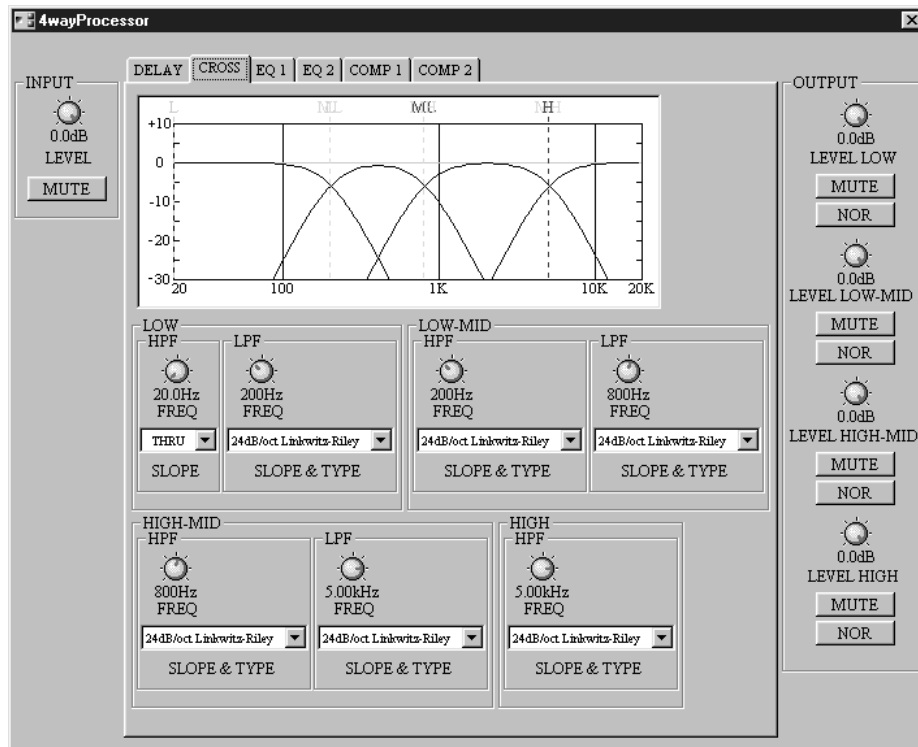 4wayProcessor
DELAY CROSS EQ 1 EQ 2 COMP 1 COMP 2
INPUT
0.0dB
LEVEL
MUTE
L H
+10
0
-10
-20
-30
20 100 1K 10K 20K
LOW
HPF
20.0Hz
FREQ
THRU
SLOPE
LPF
200Hz
FREQ
24dB/oct Linkwitz-Riley
SLOPE & TYPE
LOW-MID
HPF
200Hz
FREQ
24dB/oct Linkwitz-Riley
SLOPE & TYPE
LPF
800Hz
FREQ
24dB/oct Linkwitz-Riley
SLOPE & TYPE
HIGH-MID
HPF
800Hz
FREQ
24dB/oct Linkwitz-Riley
SLOPE & TYPE
LPF
5.00kHz
FREQ
24dB/oct Linkwitz-Riley
SLOPE & TYPE
HIGH
HPF
5.00kHz
FREQ
24dB/oct Linkwitz-Riley
SLOPE & TYPE
OUTPUT
0.0dB
LEVEL LOW
MUTE
NOR
0.0dB
LEVEL LOW-MID
MUTE
NOR
0.0dB
LEVEL HIGH-MID
MUTE
NOR
0.0dB
LEVEL HIGH
MUTE
NOR